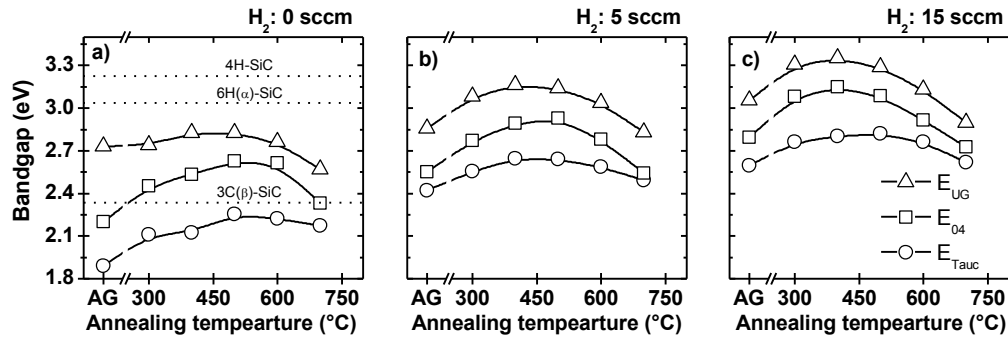 H₂: 0 sccm
H₂: 5 sccm
H₂: 15 sccm
a)
b)
c)
Bandgap (eV)
3.3
3.0
2.7
2.4
2.1
1.8
4H-SiC
6H(α)-SiC
3C(β)-SiC
E_UG
E_04
E_Tauc
AG 300 450 600 750
AG 300 450 600 750
AG 300 450 600 750
Annealing tempearture (°C)
Annealing tempearture (°C)
Annealing tempearture (°C)